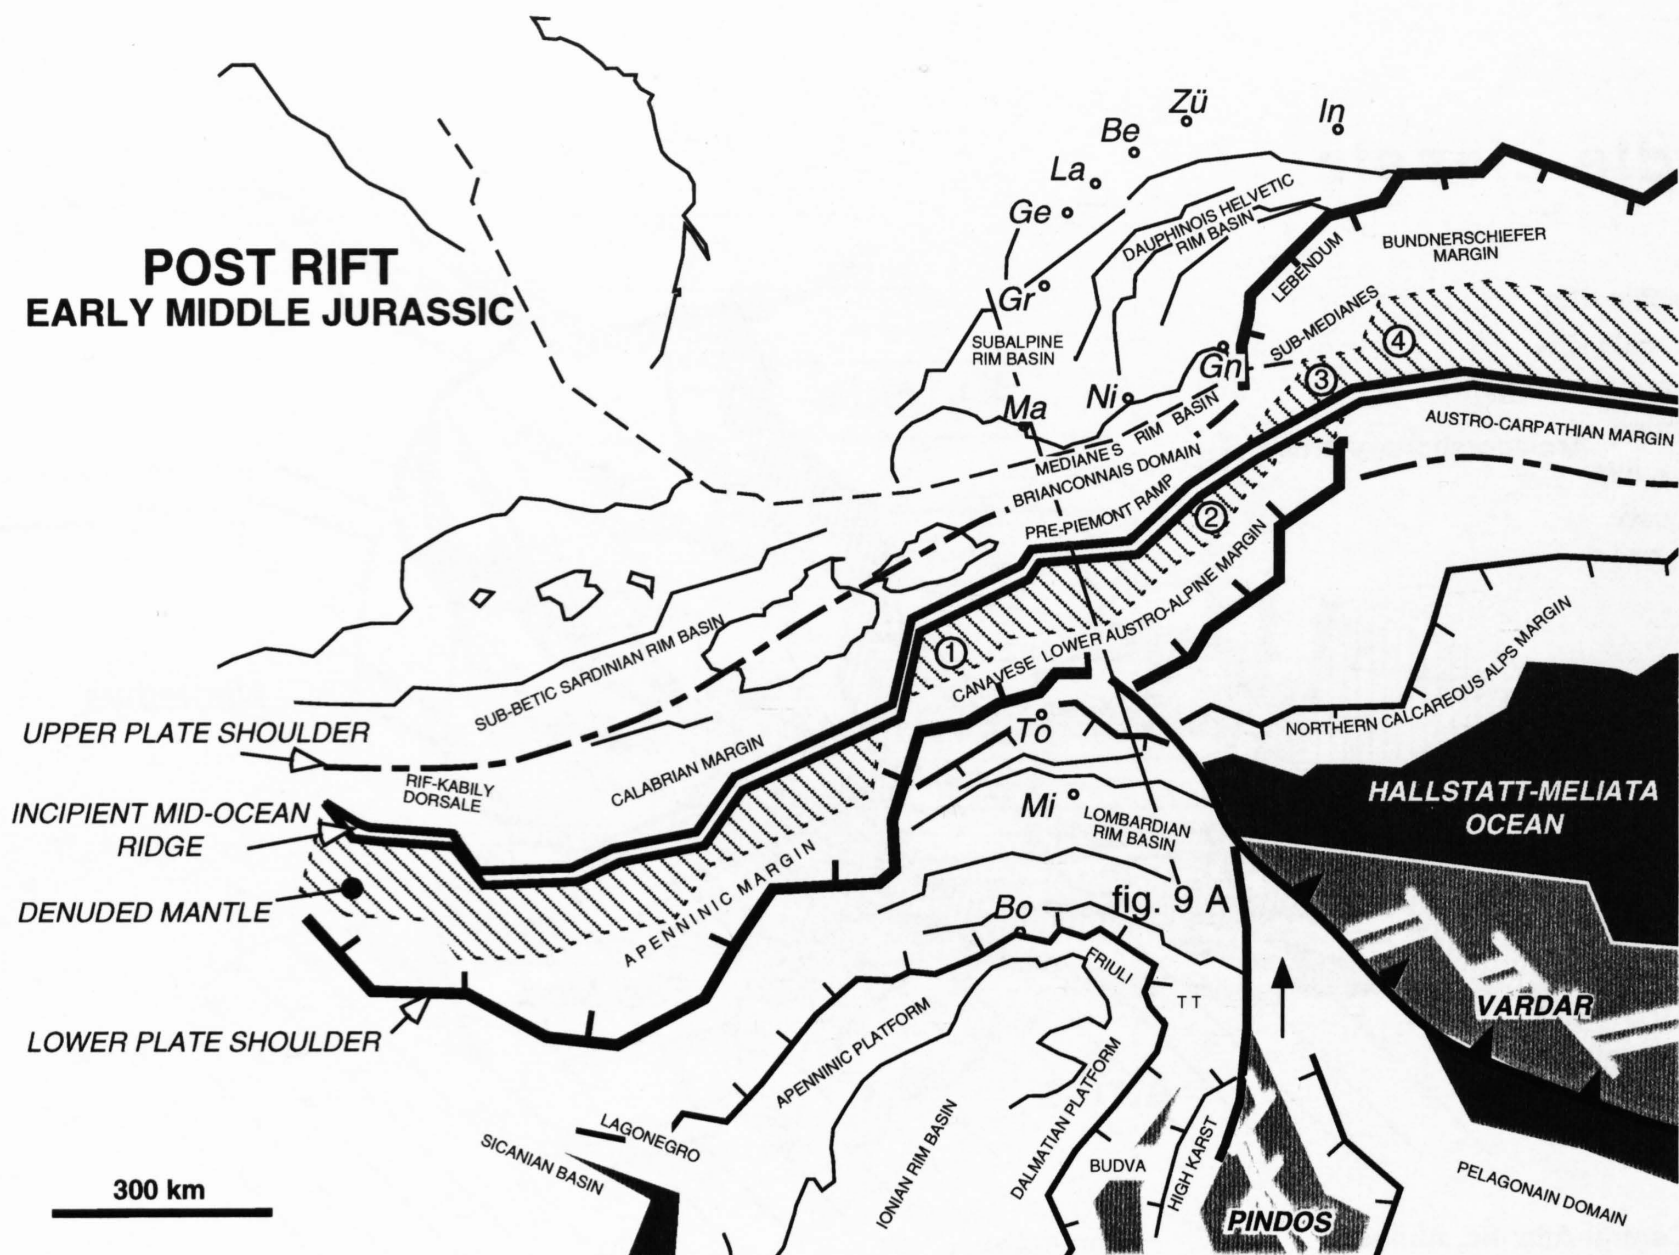 POST RIFT
EARLY MIDDLE JURASSIC
Zü
In
Be
La
Ge
Gr
DAUPHINOIS HELVETIC
RIM BASIN
BUNDNERSCHIEFER
MARGIN
LEBENDUM
SUB-MEDIANES
SUBALPINE
RIM BASIN
Gn
Ni
Ma
4
3
MEDIANES RIM BASIN
BRIANCONNAIS DOMAIN
PRE-PIEMONT RAMP
AUSTRO-CARPATHIAN MARGIN
2
1
CANAVESE LOWER AUSTRO-ALPINE MARGIN
SUB-BETIC SARDINIAN RIM BASIN
NORTHERN CALCAREOUS ALPS MARGIN
UPPER PLATE SHOULDER
RIF-KABILY
DORSALE
CALABRIAN MARGIN
To
INCIPIENT MID-OCEAN
RIDGE
Mi
LOMBARDIAN
RIM BASIN
HALLSTATT-MELIATA
OCEAN
DENUDED MANTLE
APENNINIC MARGIN
fig. 9 A
Bo
FRIULI
TT
VARDAR
LOWER PLATE SHOULDER
APENNINIC PLATFORM
LAGONEGRO
SICANIAN BASIN
IONIAN RIM BASIN
DALMATIAN PLATFORM
BUDVA
HIGH KARST
PINDOS
PELAGONAIN DOMAIN
300 km